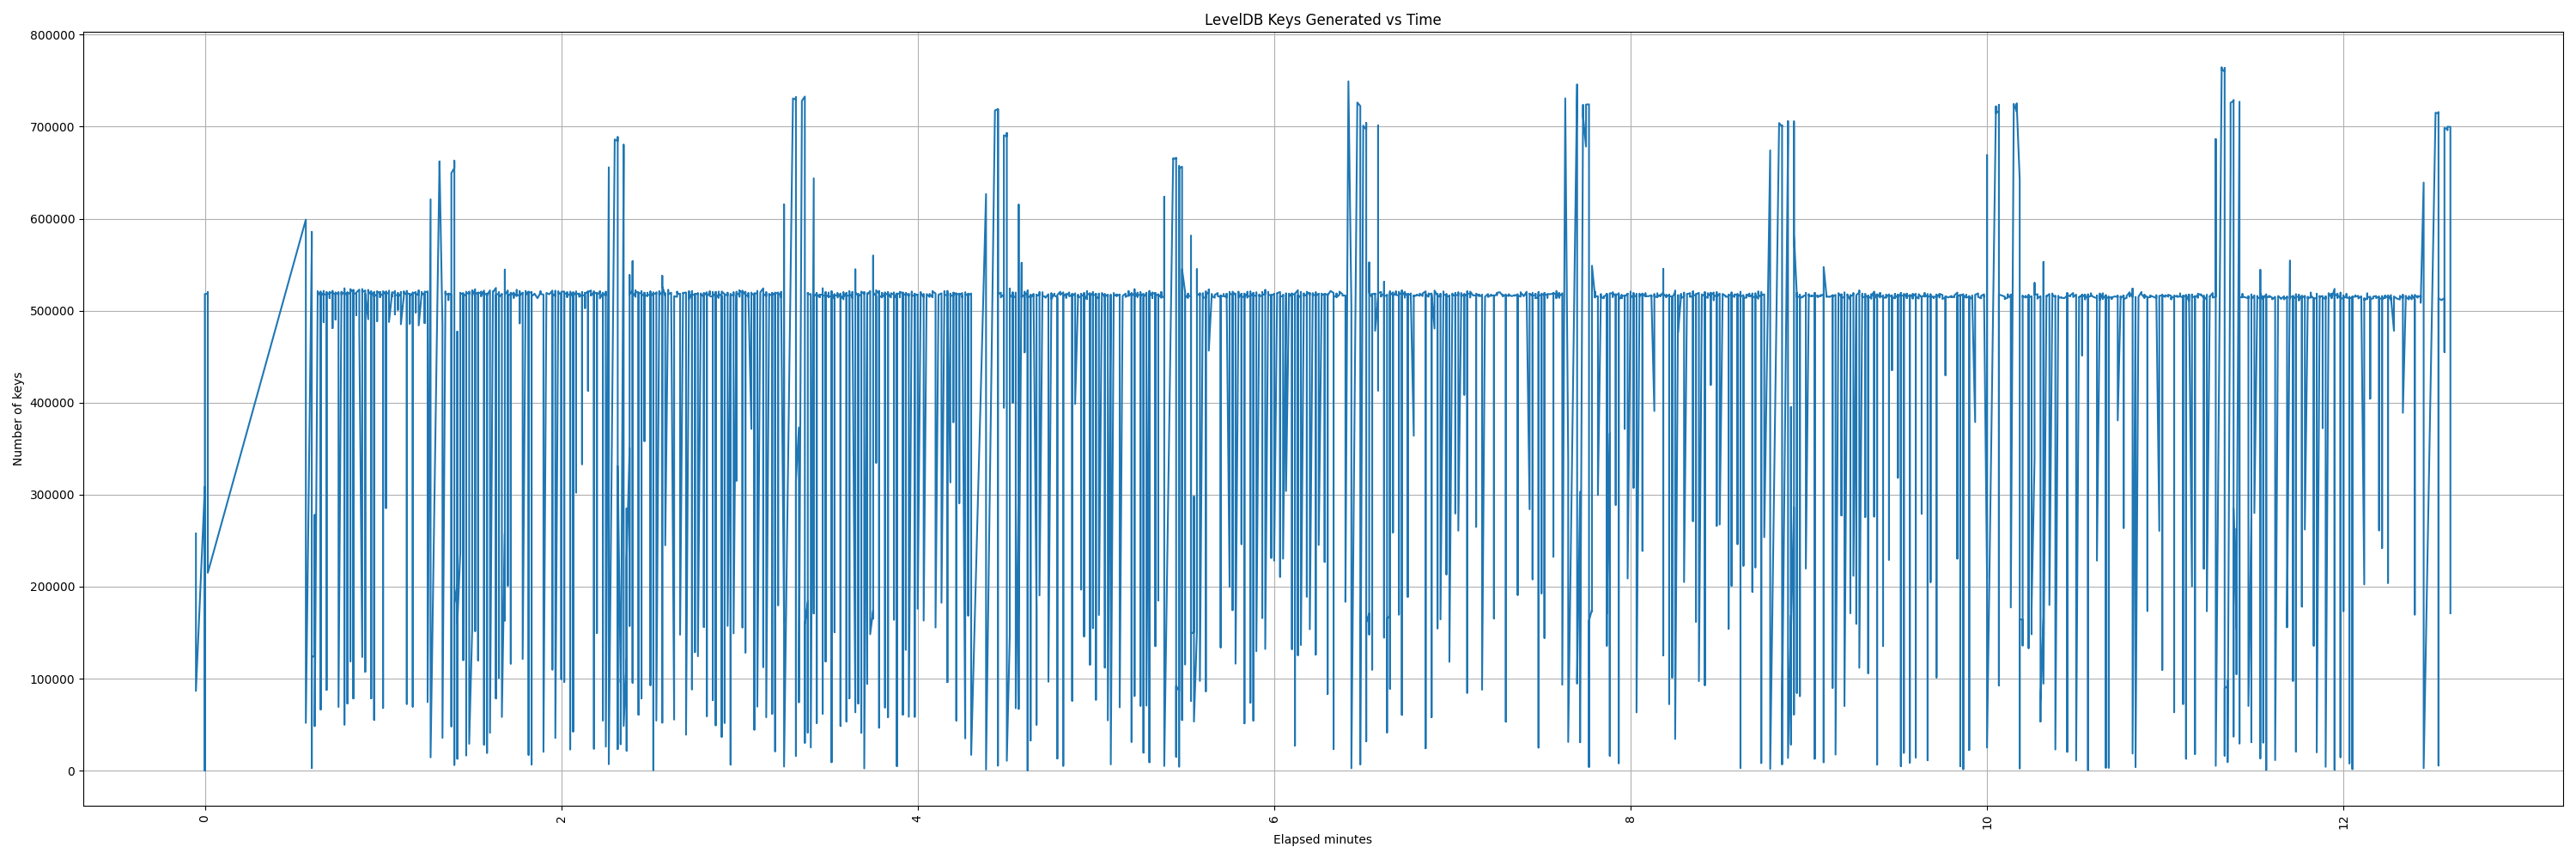 LevelDB Keys Generated vs Time
800000
700000
600000
500000
400000
300000
200000
100000
0
Number of keys
0 2 4 6 8 10 12
Elapsed minutes